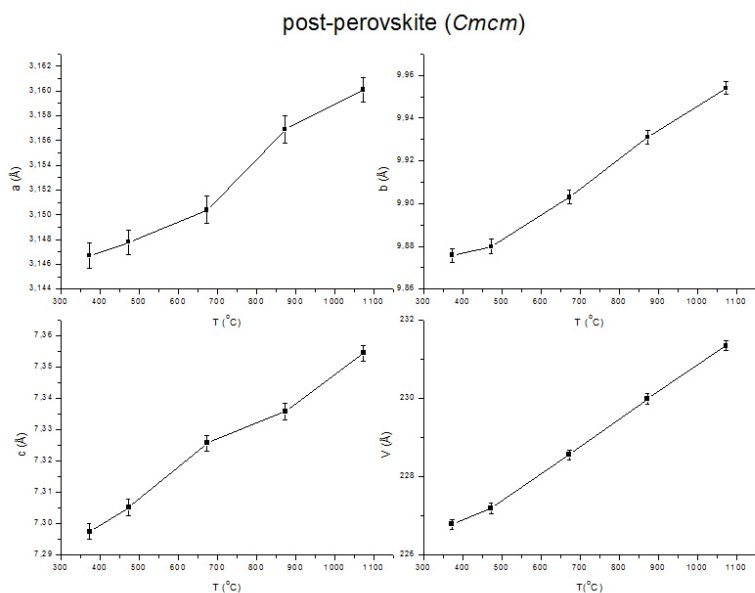 post-perovskite (Cmcm)
3,162
3,160
3,158
3,156
3,154
3,152
3,150
3,148
3,146
3,144
a (Å)
300 400 500 600 700 800 900 1000 1100
T (°C)
9,96
9,94
9,92
9,90
9,88
9,86
b (Å)
300 400 500 600 700 800 900 1000 1100
T (°C)
7,36
7,35
7,34
7,33
7,32
7,31
7,30
7,29
c (Å)
300 400 500 600 700 800 900 1000 1100
T (°C)
232
230
228
226
V (Å)
300 400 500 600 700 800 900 1000 1100
T(°C)